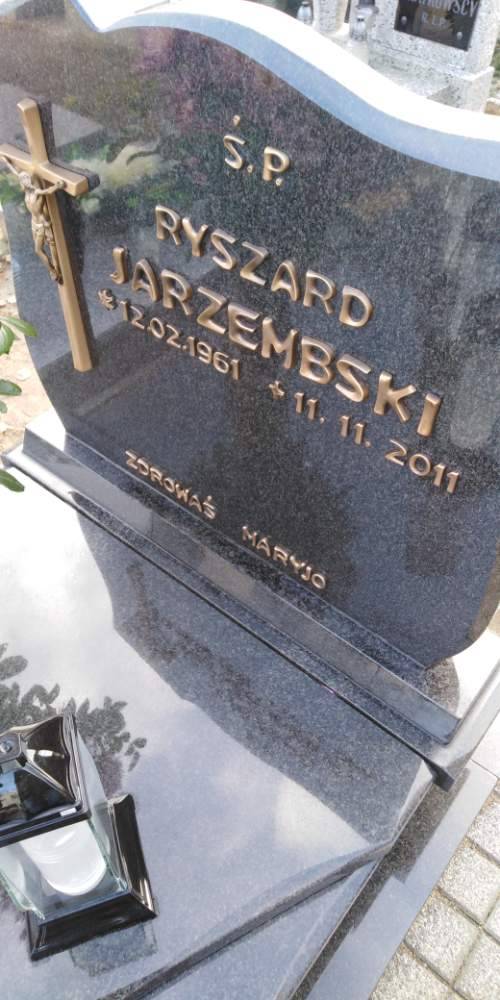 Ś.P.
RYSZARD
JARZEMBSKI
* 12.02.1961 + 11.11.2011
ZDROWAŚ MARYJO